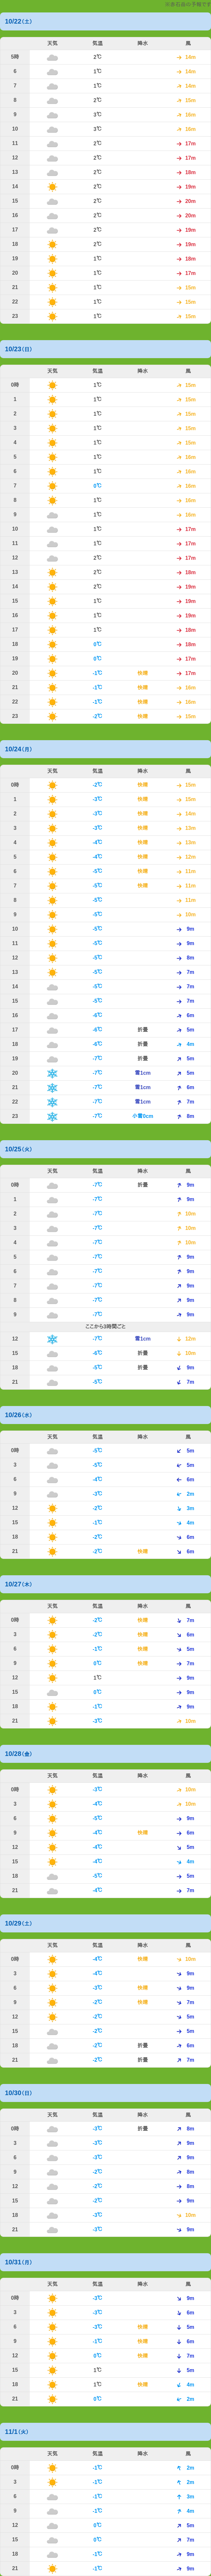 10/22(土)
天気 気温 降水 風
5時 2℃ 14m
6 1℃ 14m
7 1℃ 14m
8 2℃ 15m
9 3℃ 16m
10 3℃ 16m
11 2℃ 17m
12 2℃ 17m
13 2℃ 18m
14 2℃ 19m
15 2℃ 20m
16 2℃ 20m
17 2℃ 19m
18 2℃ 19m
19 1℃ 18m
20 1℃ 17m
21 1℃ 15m
22 1℃ 15m
23 1℃ 15m
10/23(日)
天気 気温 降水 風
0時 1℃ 15m
1 1℃ 15m
2 1℃ 15m
3 1℃ 15m
4 1℃ 15m
5 1℃ 16m
6 1℃ 16m
7 0℃ 16m
8 1℃ 16m
9 1℃ 16m
10 1℃ 17m
11 2℃ 17m
12 2℃ 17m
13 2℃ 18m
14 2℃ 19m
15 1℃ 19m
16 1℃ 19m
17 1℃ 18m
18 0℃ 18m
19 0℃ 17m
20 -1℃ 快晴 17m
21 -1℃ 快晴 16m
22 -1℃ 快晴 16m
23 -2℃ 快晴 15m
10/24(月)
天気 気温 降水 風
0時 -2℃ 快晴 15m
1 -3℃ 快晴 15m
2 -3℃ 快晴 14m
3 -3℃ 快晴 13m
4 -4℃ 快晴 13m
5 -4℃ 快晴 12m
6 -5℃ 快晴 11m
7 -5℃ 快晴 11m
8 -5℃ 11m
9 -5℃ 10m
10 -5℃ 9m
11 -5℃ 9m
12 -5℃ 8m
13 -5℃ 7m
14 -5℃ 7m
15 -5℃ 7m
16 -6℃ 6m
17 -6℃ 折曇 5m
18 -6℃ 折曇 4m
19 -7℃ 折曇 5m
20 -7℃ 雪1cm 5m
21 -7℃ 雪1cm 6m
22 -7℃ 雪1cm 7m
23 -7℃ 小雪0cm 8m
10/25(火)
天気 気温 降水 風
0時 -7℃ 折曇 9m
1 -7℃ 9m
2 -7℃ 10m
3 -7℃ 10m
4 -7℃ 10m
5 -7℃ 9m
6 -7℃ 9m
7 -7℃ 9m
8 -7℃ 9m
9 -7℃ 9m
ここから3時間ごと
12 -7℃ 雪1cm 12m
15 -6℃ 折曇 10m
18 -5℃ 折曇 9m
21 -5℃ 7m
10/26(水)
天気 気温 降水 風
0時 -5℃ 5m
3 -5℃ 5m
6 -4℃ 6m
9 -3℃ 2m
12 -2℃ 3m
15 -1℃ 4m
18 -2℃ 6m
21 -2℃ 快晴 6m
10/27(木)
天気 気温 降水 風
0時 -2℃ 快晴 7m
3 -2℃ 快晴 6m
6 -1℃ 快晴 5m
9 0℃ 快晴 7m
12 1℃ 9m
15 0℃ 9m
18 -1℃ 9m
21 -3℃ 10m
10/28(金)
天気 気温 降水 風
0時 -3℃ 10m
3 -4℃ 10m
6 -5℃ 9m
9 -4℃ 快晴 6m
12 -4℃ 5m
15 -4℃ 4m
18 -5℃ 5m
21 -4℃ 7m
10/29(土)
天気 気温 降水 風
0時 -4℃ 快晴 10m
3 -4℃ 9m
6 -3℃ 快晴 9m
9 -2℃ 快晴 7m
12 -2℃ 5m
15 -2℃ 5m
18 -2℃ 折曇 6m
21 -2℃ 折曇 7m
10/30(日)
天気 気温 降水 風
0時 -3℃ 折曇 8m
3 -3℃ 9m
6 -3℃ 9m
9 -2℃ 8m
12 -2℃ 8m
15 -2℃ 9m
18 -3℃ 10m
21 -3℃ 9m
10/31(月)
天気 気温 降水 風
0時 -3℃ 9m
3 -3℃ 6m
6 -3℃ 快晴 5m
9 -1℃ 快晴 6m
12 0℃ 快晴 7m
15 1℃ 5m
18 1℃ 快晴 4m
21 0℃ 2m
11/1(火)
天気 気温 降水 風
0時 -1℃ 2m
3 -1℃ 2m
6 -1℃ 3m
9 -1℃ 4m
12 0℃ 5m
15 0℃ 7m
18 -1℃ 9m
21 -1℃ 9m